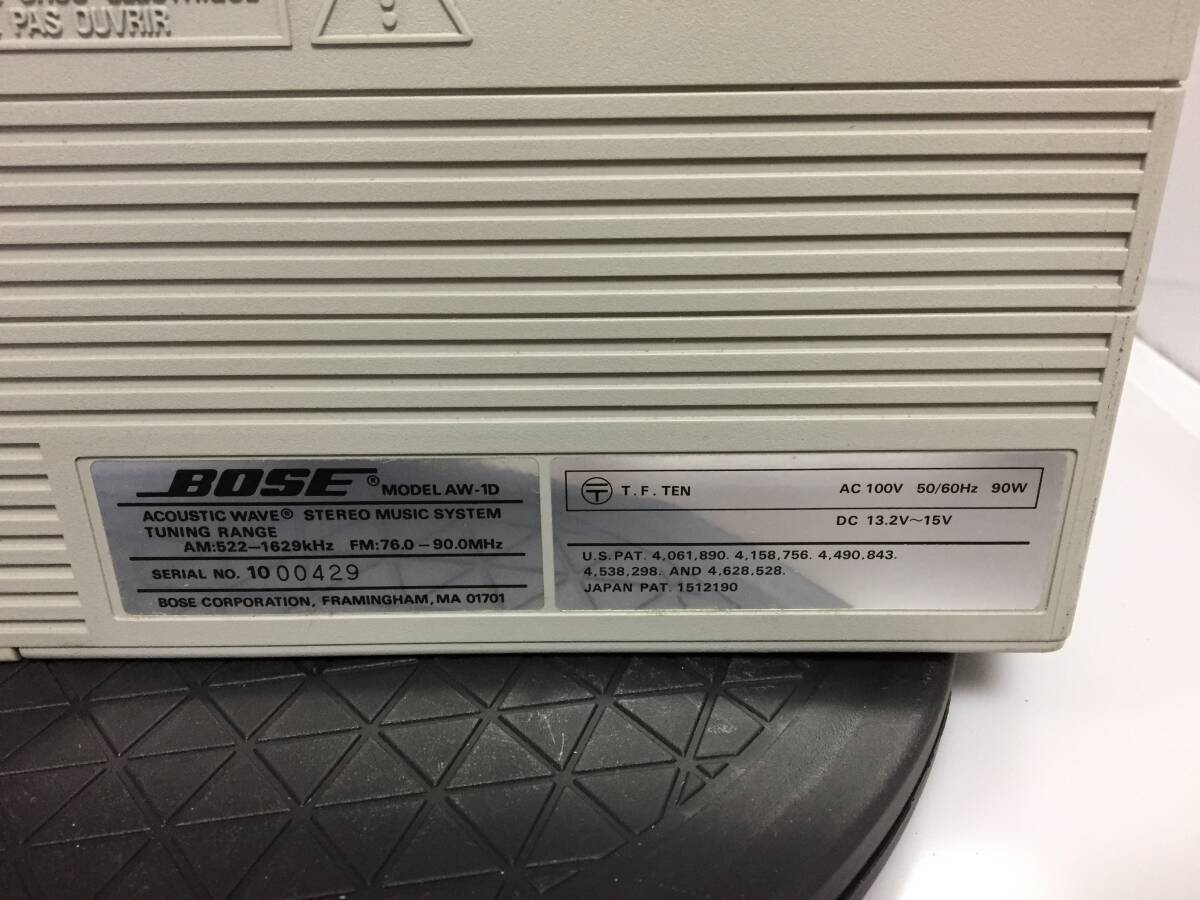 PAS OUVRIR
!
BOSE® MODEL AW-1D
ACOUSTIC WAVE® STEREO MUSIC SYSTEM
TUNING RANGE
AM:522–1629kHz FM:76.0–90.0MHz
SERIAL NO. 10 00429
BOSE CORPORATION, FRAMINGHAM, MA 01701
T.F. TEN AC 100V 50/60Hz 90W
DC 13.2V~15V
U.S. PAT. 4,061,890. 4,158,756. 4,490,843.
4,538,298. AND 4,628,528.
JAPAN PAT. 1512190